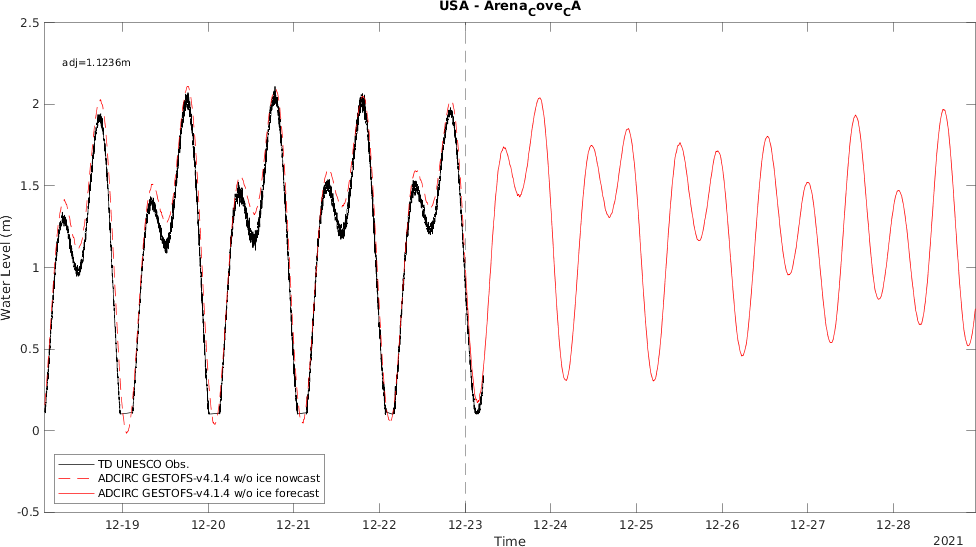 USA - Arena_Cove_CA
adj=1.1236m
2.5
2
1.5
1
0.5
0
-0.5
Water Level (m)
TD UNESCO Obs.
ADCIRC GESTOFS-v4.1.4 w/o ice nowcast
ADCIRC GESTOFS-v4.1.4 w/o ice forecast
12-19 12-20 12-21 12-22 12-23 12-24 12-25 12-26 12-27 12-28
Time
2021